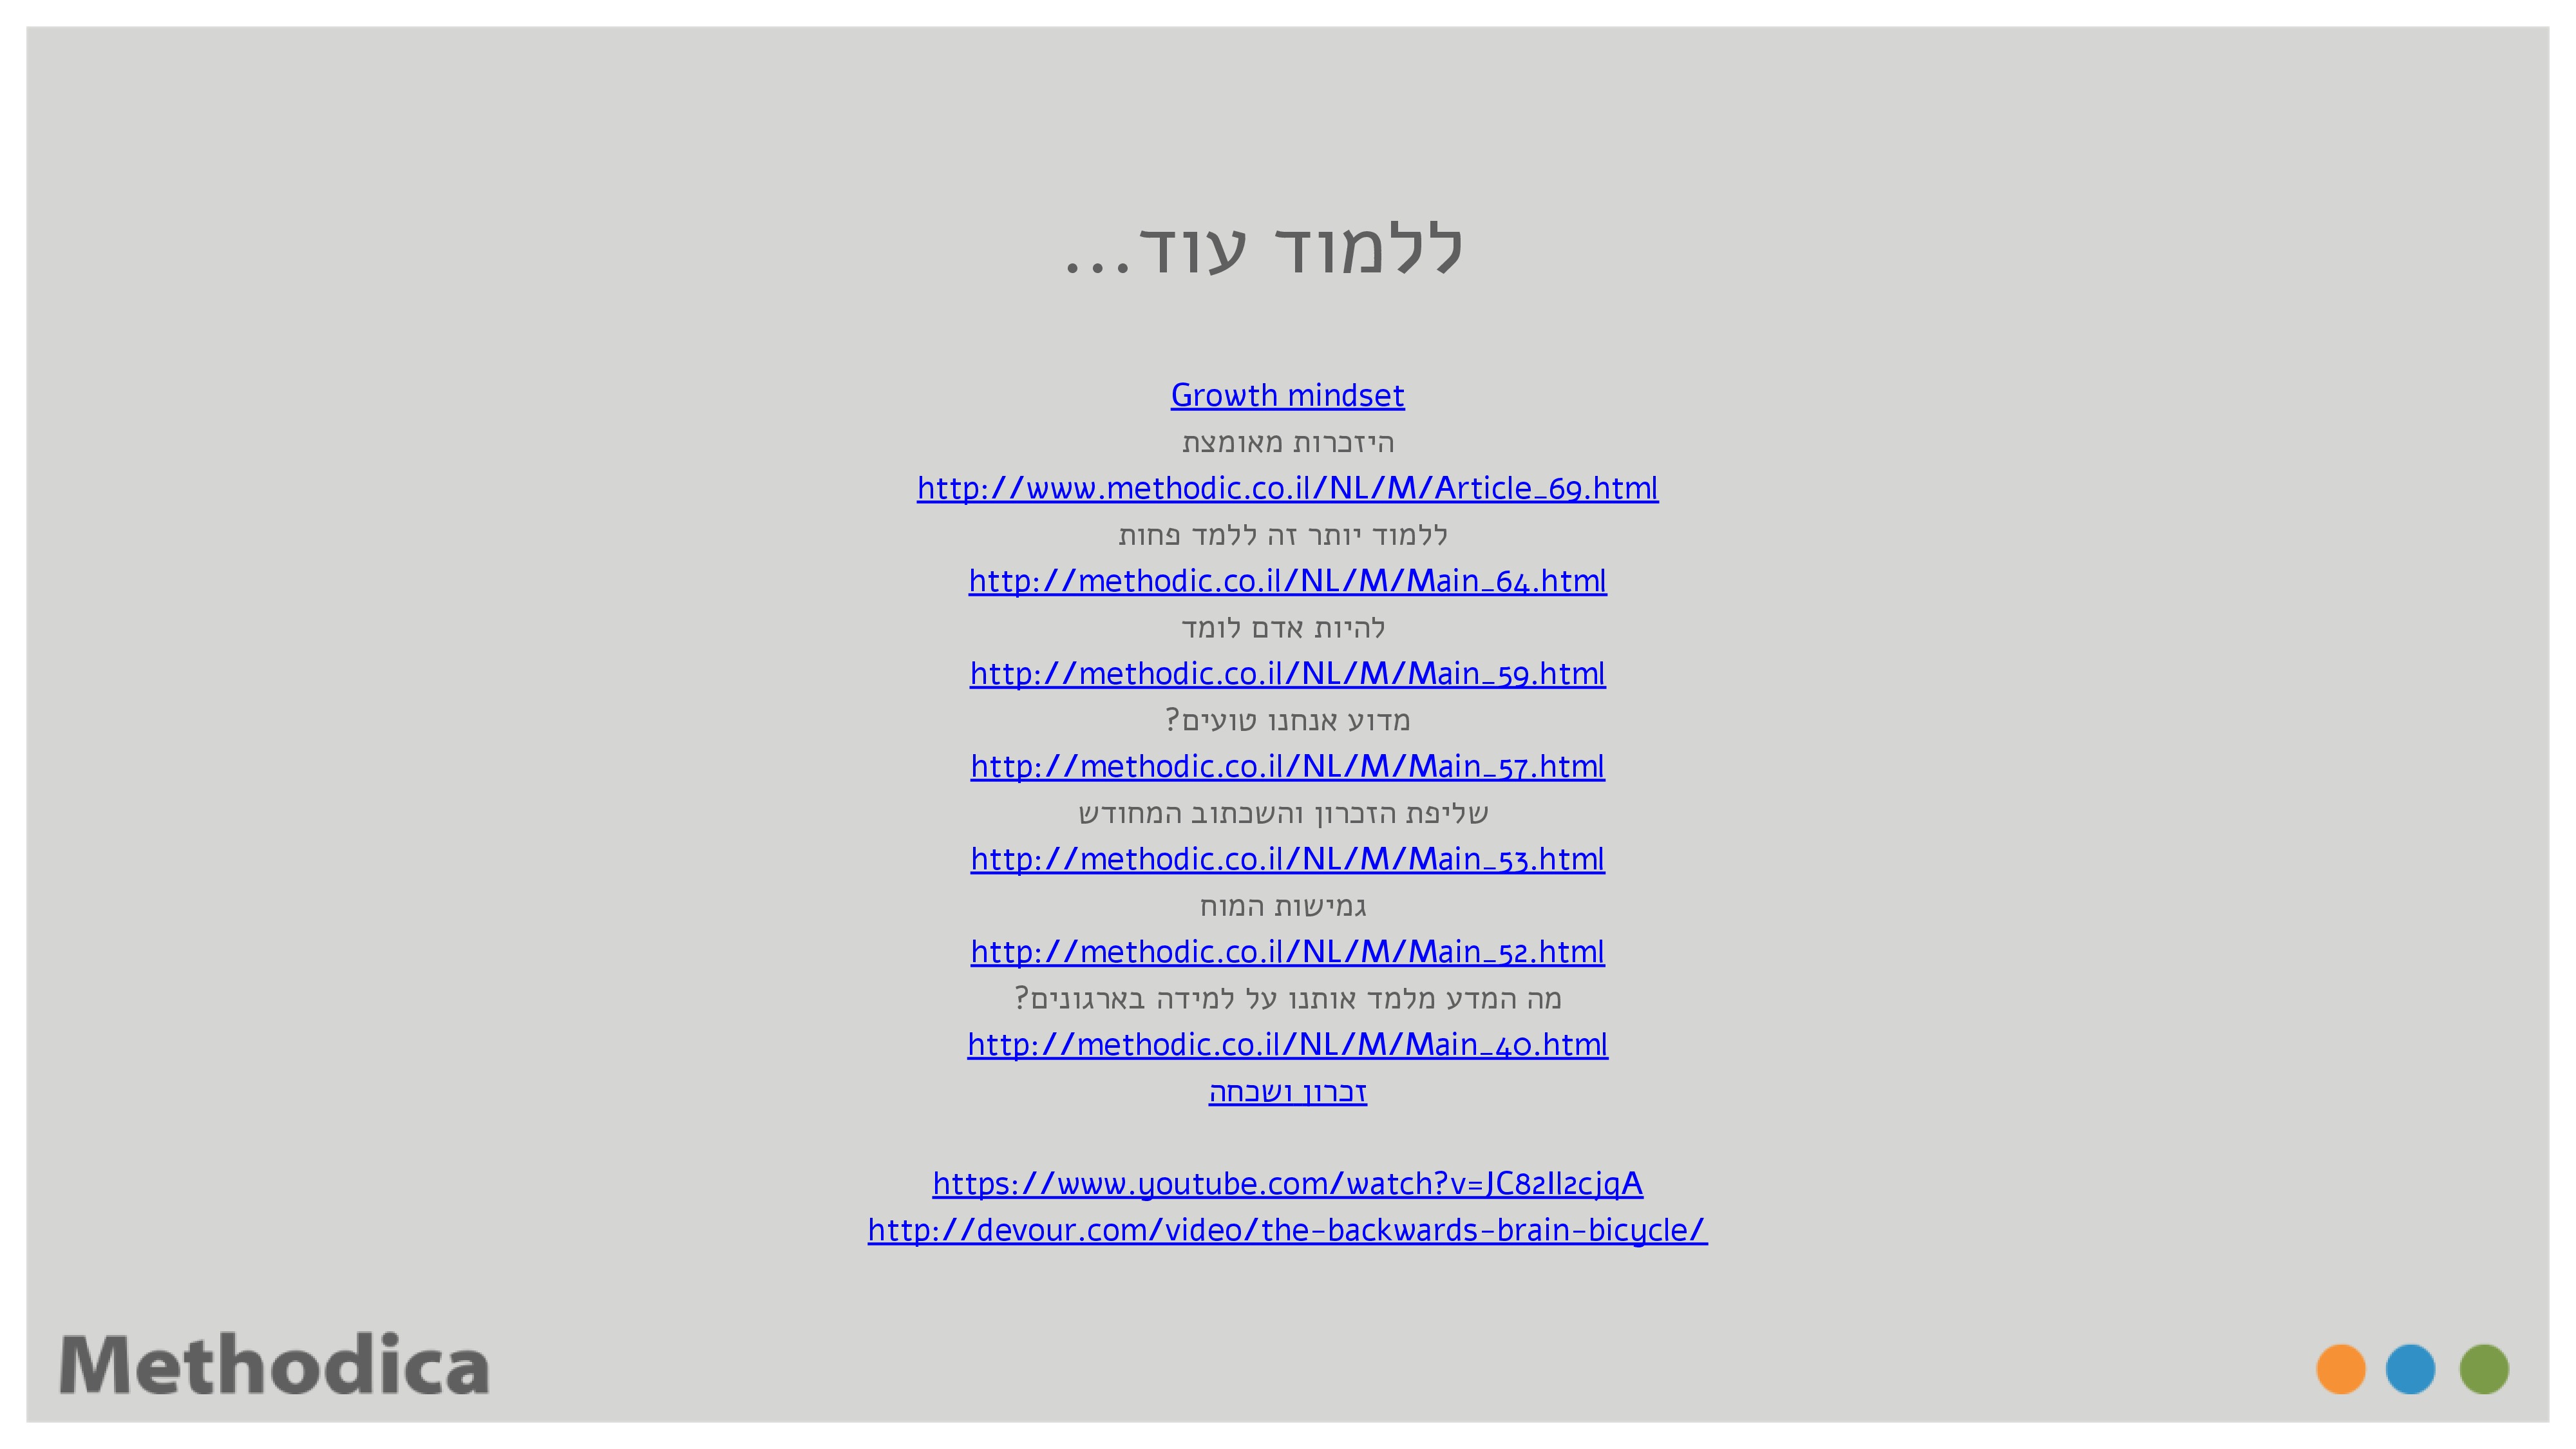 ללמוד עוד...
Growth mindset
היזכרות מאומצת
http://www.methodic.co.il/NL/M/Article_69.html
ללמוד יותר זה ללמד פחות
http://methodic.co.il/NL/M/Main_64.html
להיות אדם לומד
http://methodic.co.il/NL/M/Main_59.html
מדוע אנחנו טועים?
http://methodic.co.il/NL/M/Main_57.html
שליפת הזכרון והשכתוב המחודש
http://methodic.co.il/NL/M/Main_53.html
גמישות המוח
http://methodic.co.il/NL/M/Main_52.html
מה המדע מלמד אותנו על למידה בארגונים?
http://methodic.co.il/NL/M/Main_40.html
זכרון ושכחה
https://www.youtube.com/watch?v=JC82Il2cjqA
http://devour.com/video/the-backwards-brain-bicycle/
Methodica